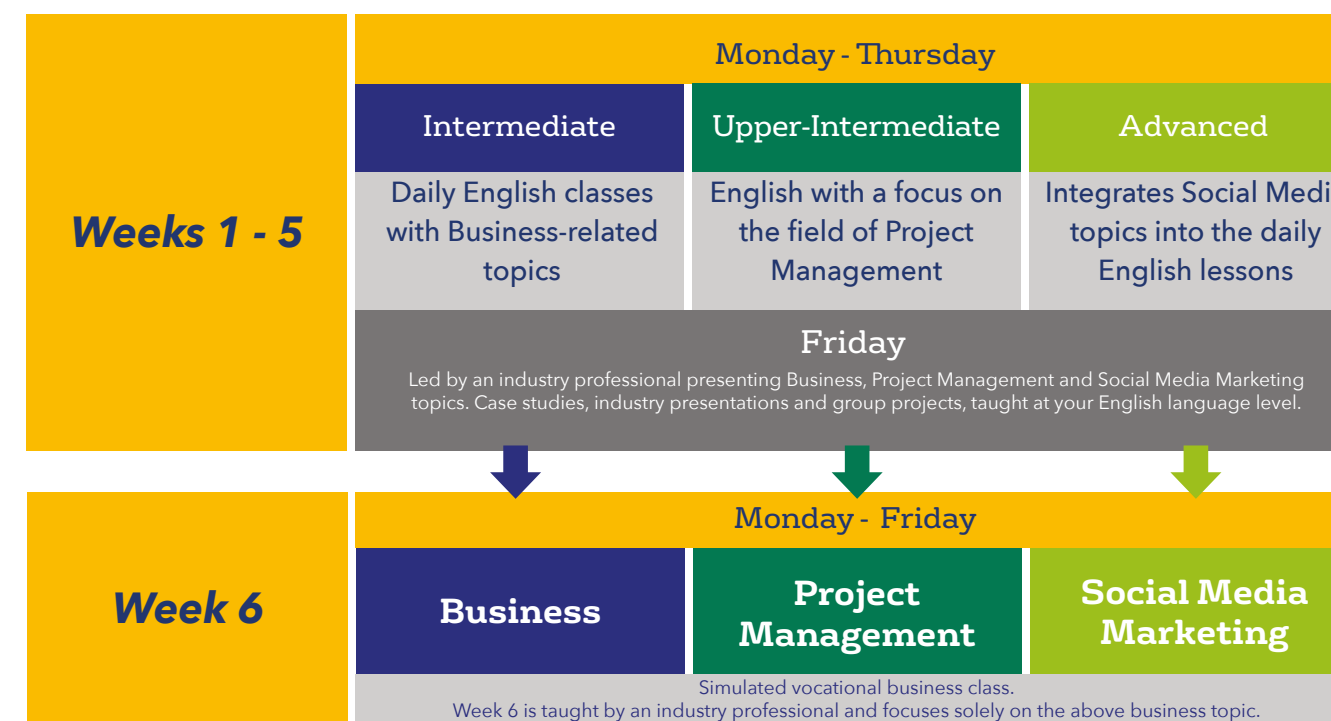 Monday - Thursday
Intermediate
Upper-Intermediate
Advanced
Weeks 1 - 5
Daily English classes
with Business-related
topics
English with a focus on
the field of Project
Management
Integrates Social Medi
topics into the daily
English lessons
Friday
Led by an industry professional presenting Business, Project Management and Social Media Marketing
topics. Case studies, industry presentations and group projects, taught at your English language level.
Monday - Friday
Week 6
Business
Project
Management
Social Media
Marketing
Simulated vocational business class.
Week 6 is taught by an industry professional and focuses solely on the above business topic.